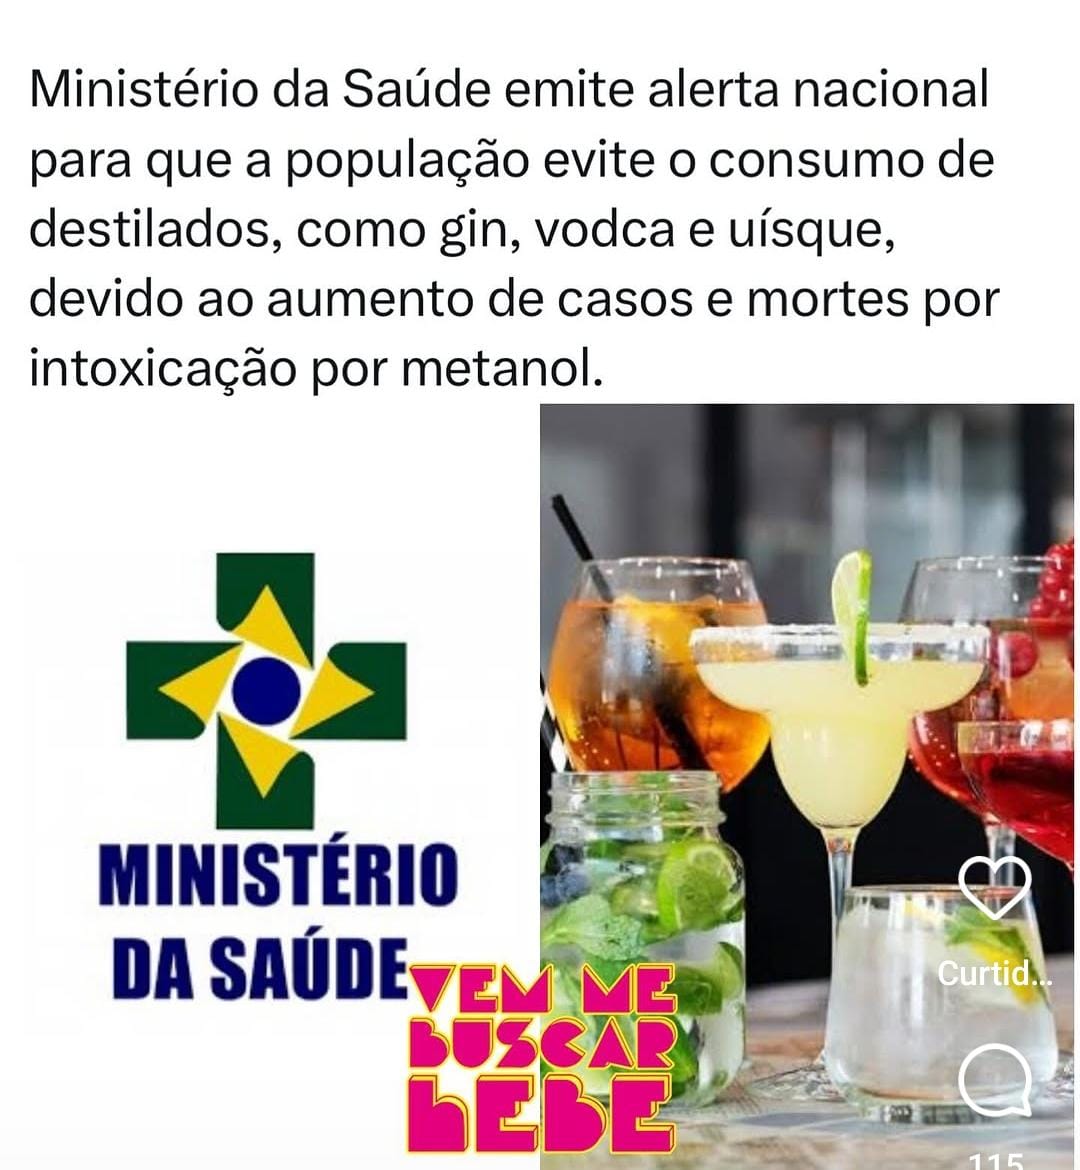 Ministério da Saúde emite alerta nacional
para que a população evite o consumo de
destilados, como gin, vodca e uísque,
devido ao aumento de casos e mortes por
intoxicação por metanol.
MINISTÉRIO
DA SAÚDE
VEM ME
BUSCAR
HEBE
Curtid...
115